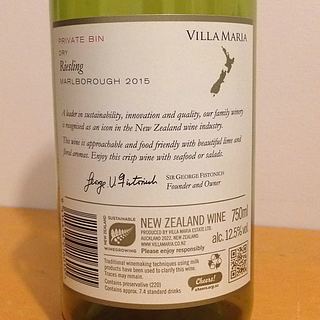 PRIVATE BIN
DRY
Riesling
MARLBOROUGH 2015
VILLA MARIA
A leader in sustainability, innovation and quality, our family winery
is recognised as an icon in the New Zealand wine industry.
This wine is approachable and food friendly with beautiful lime and
floral aromas. Enjoy this crisp wine with seafood or salads.
George V Fistonich
SIR GEORGE FISTONICH
Founder and Owner
NEW ZEALAND
SUSTAINABLE
WINEGROWING
NEW ZEALAND WINE 750ml
PRODUCED BY VILLA MARIA ESTATE LTD.
AUCKLAND 2022, NEW ZEALAND.
WWW.VILLAMARIA.CO.NZ
alc. 12.5% vol
Please enjoy responsibly
Traditional winemaking techniques using milk
products have been used to clarify this wine.
Traces may remain.
Contains preservative (220)
Contains approx. 7.4 standard drinks
Cheers!
cheers.org.nz